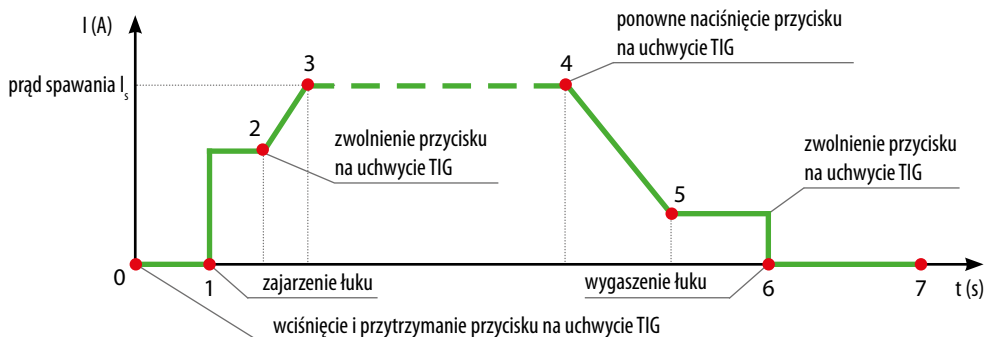 I (A)
ponowne naciśnięcie przycisku
na uchwycie TIG
3
4
prąd spawania Is
2
zwolnienie przycisku
na uchwycie TIG
zwolnienie przycisku
na uchwycie TIG
5
0
1
zajarzenie łuku
wygaszenie łuku
6
7
t (s)
wciśnięcie i przytrzymanie przycisku na uchwycie TIG